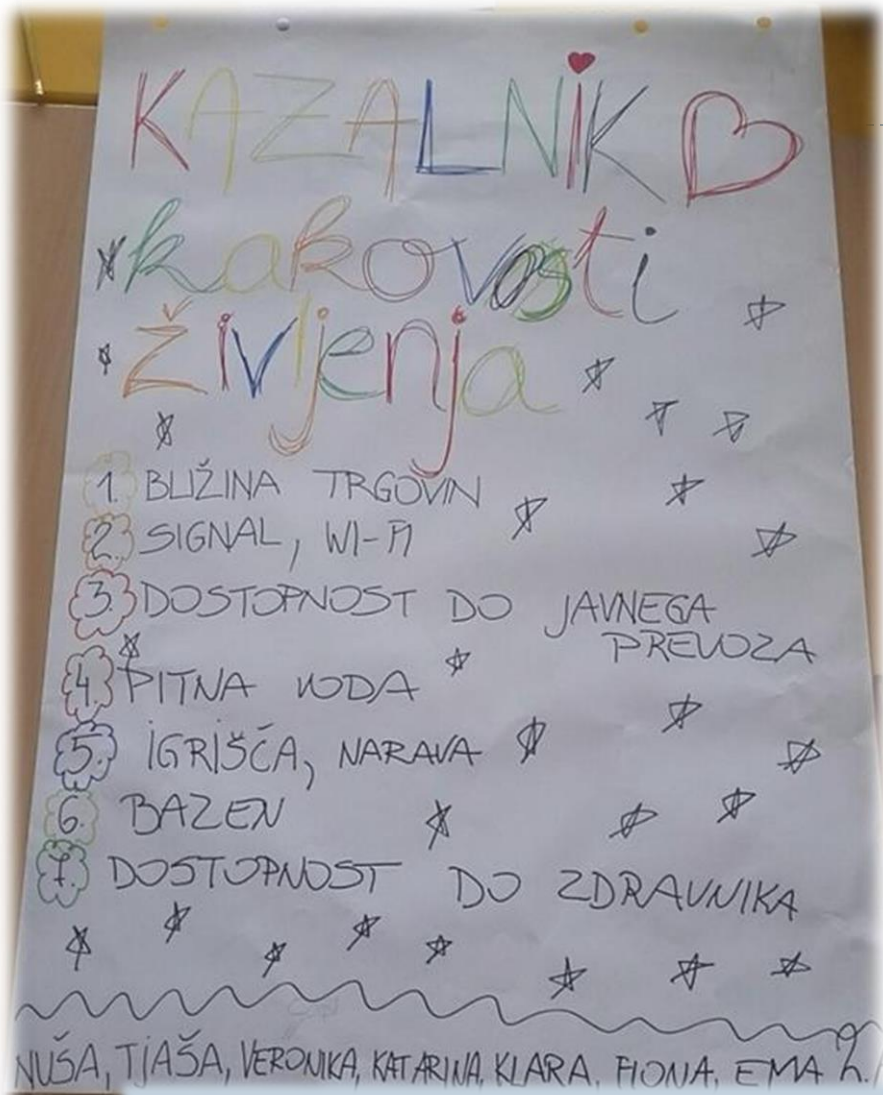 KAZALNIK
kakovosti
življenja
1. BLIŽINA TRGOVIN
2. SIGNAL, WI-FI
3. DOSTOPNOST DO JAVNEGA
PREVOZA
4. PITNA VODA
5. IGRIŠČA, NARAVA
6. BAZEN
7. DOSTOPNOST DO ZDRAVNIKA
NUŠA, TJAŠA, VERONIKA, KATARINA, KLARA, FIONA, EMA